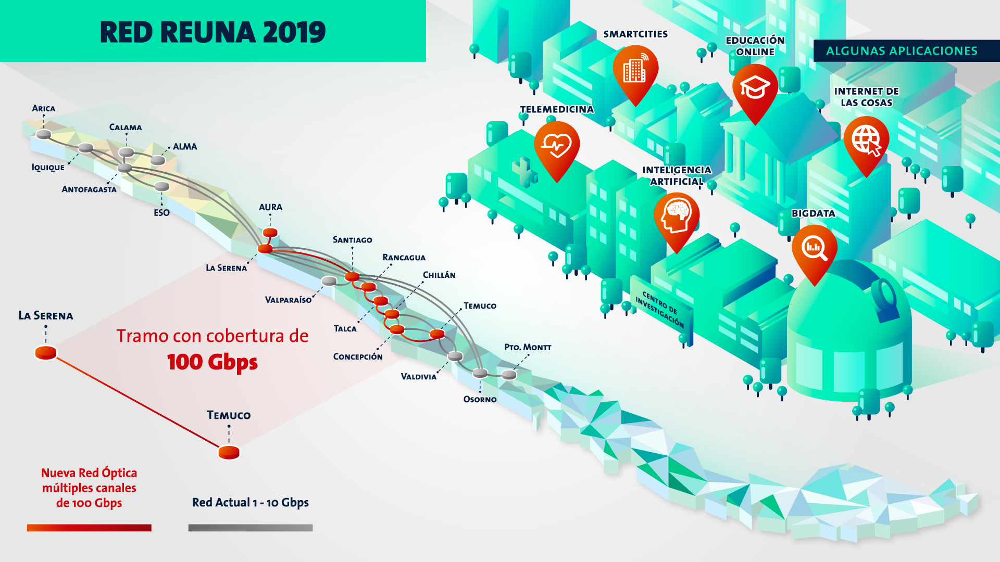 RED REUNA 2019
ALGUNAS APLICACIONES
SMARTCITIES
EDUCACIÓN
ONLINE
INTERNET DE
LAS COSAS
TELEMEDICINA
INTELIGENCIA
ARTIFICIAL
BIGDATA
CENTRO DE
INVESTIGACIÓN
ARICA
CALAMA
ALMA
IQUIQUE
ANTOFAGASTA
ESO
AURA
LA SERENA
SANTIAGO
RANCAGUA
CHILLÁN
VALPARAÍSO
TEMUCO
TALCA
CONCEPCIÓN
PTO. MONTT
VALDIVIA
OSORNO
LA SERENA
Tramo con cobertura de
100 Gbps
TEMUCO
Nueva Red Óptica
múltiples canales
de 100 Gbps
Red Actual 1 - 10 Gbps